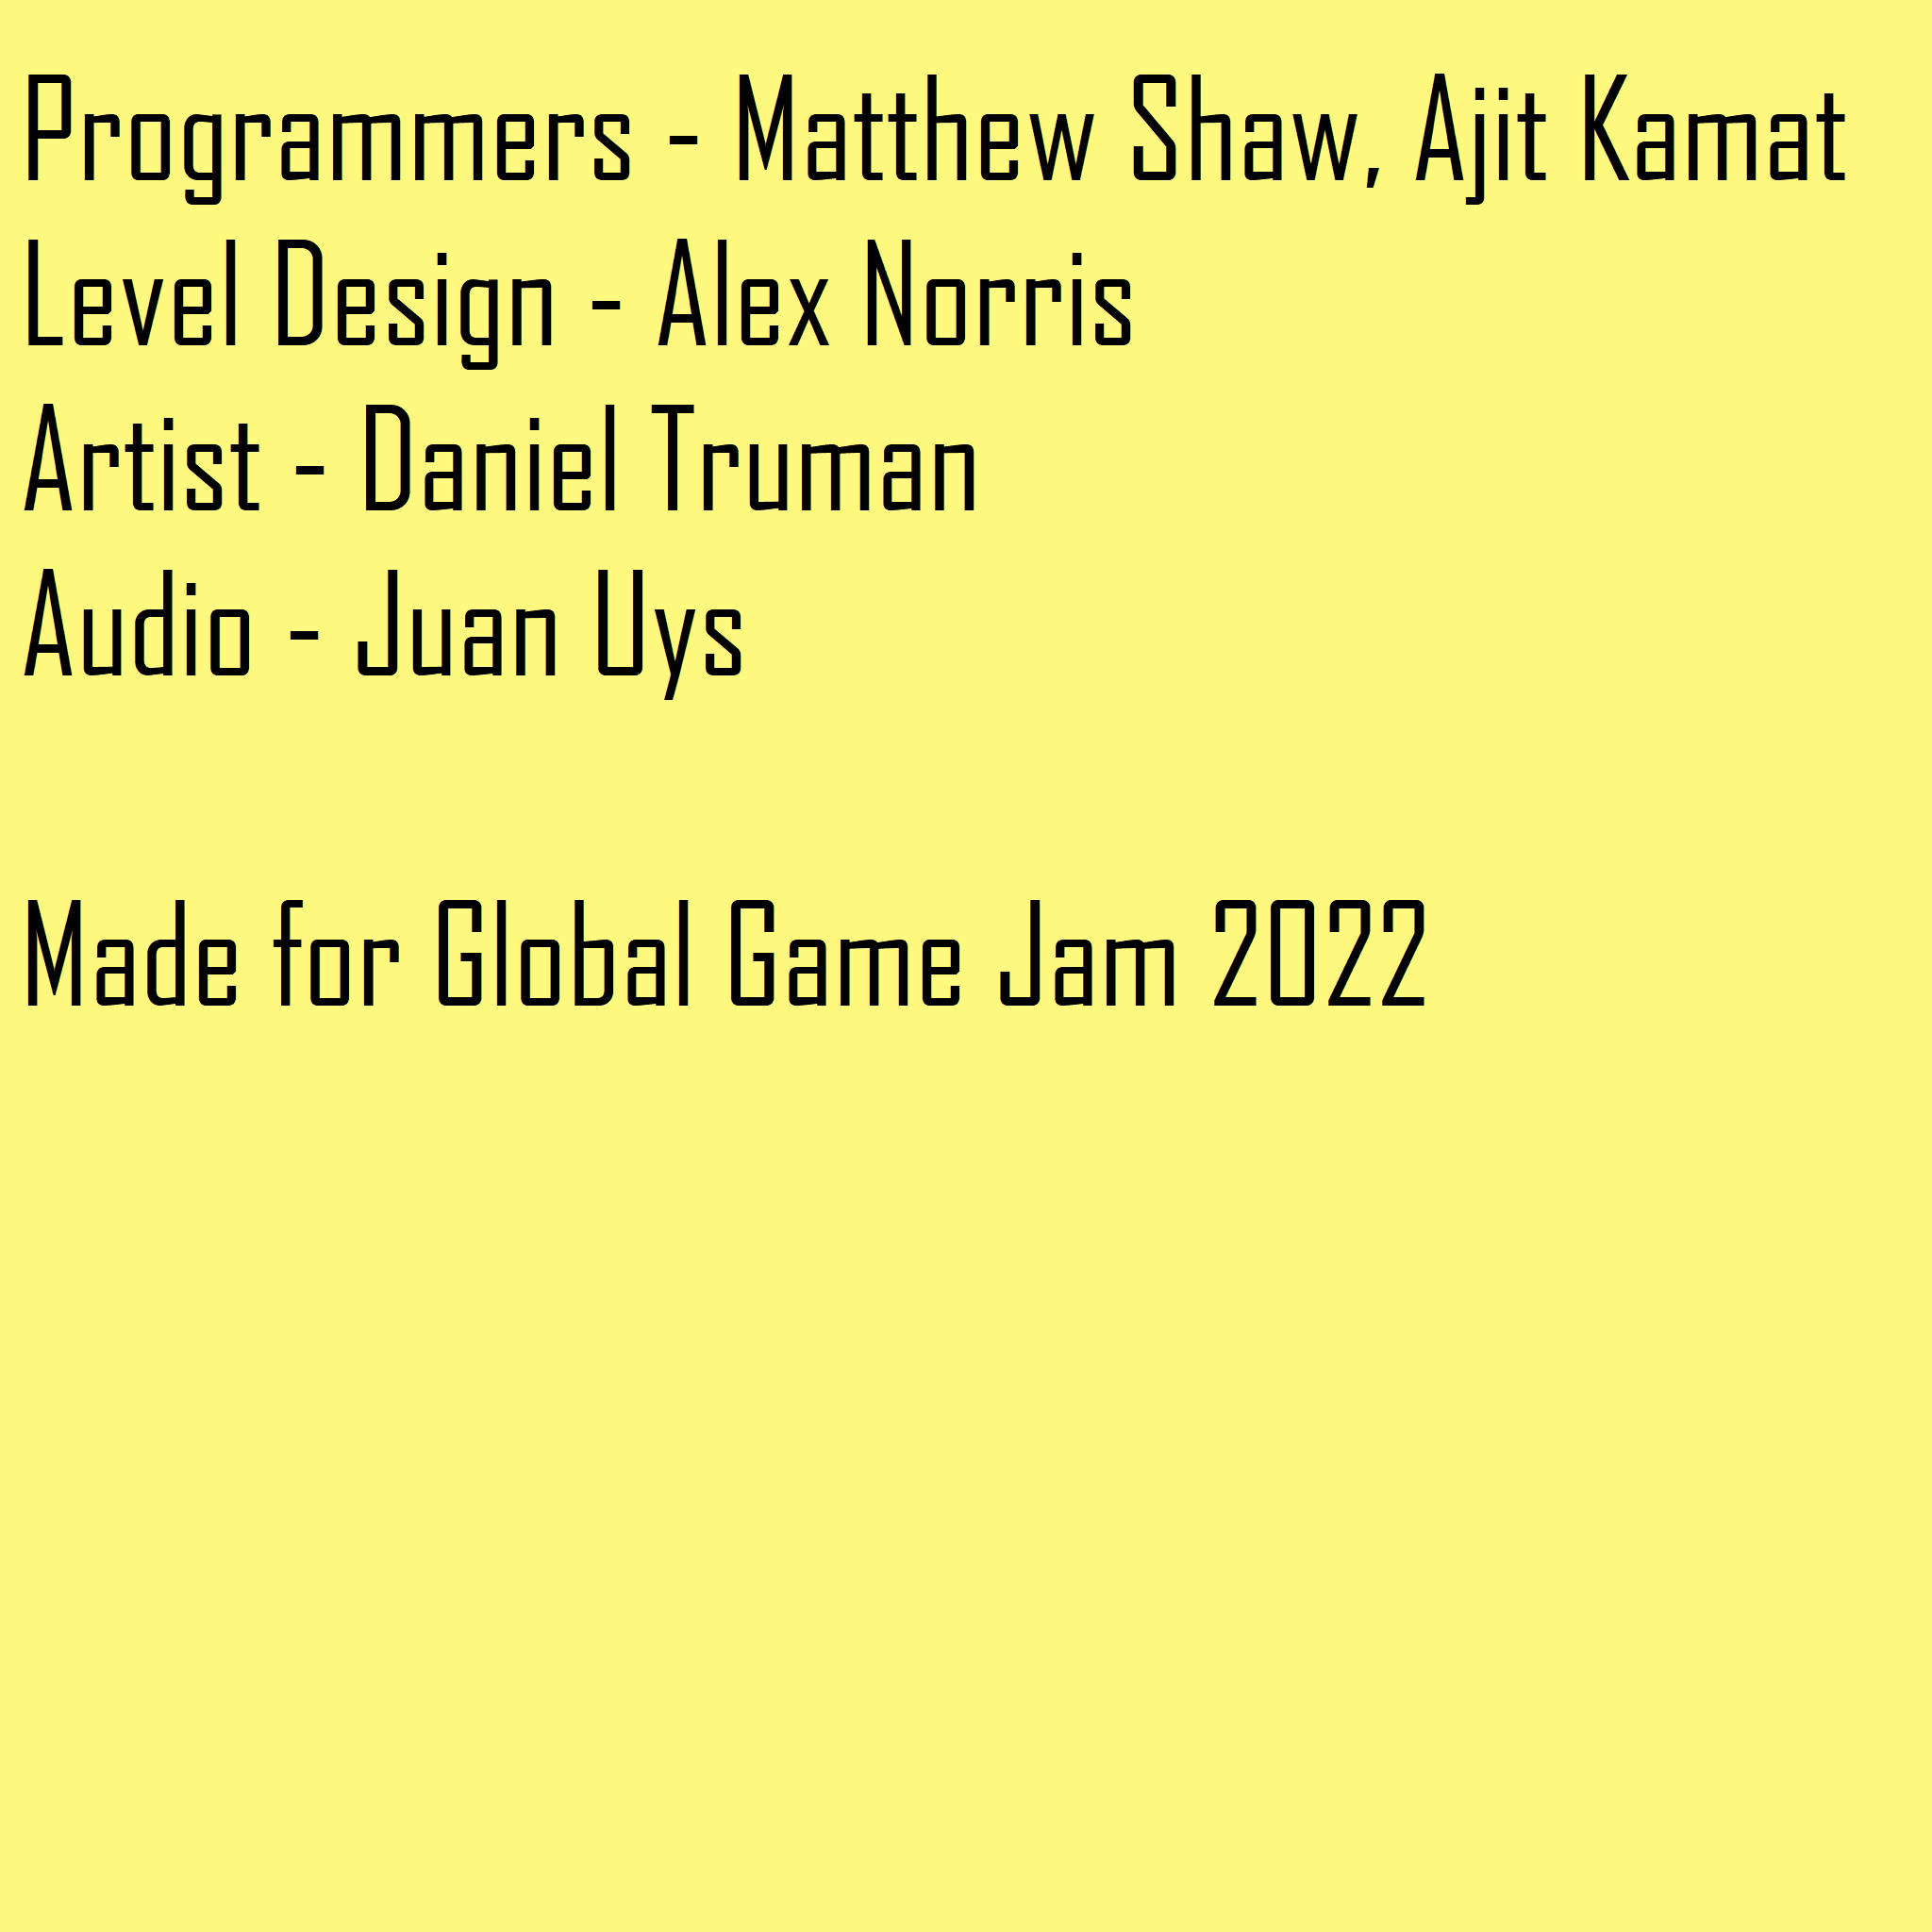 Programmers - Matthew Shaw, Ajit Kamat
Level Design - Alex Norris
Artist - Daniel Truman
Audio - Juan Uys
Made for Global Game Jam 2022